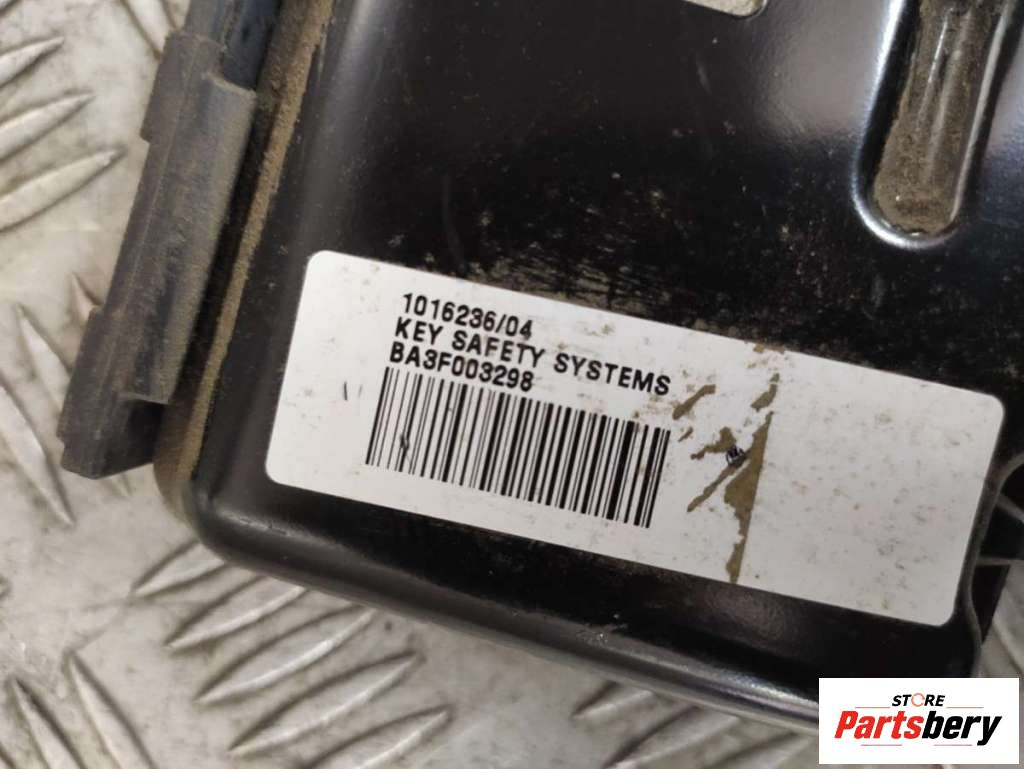 1016236/04
KEY SAFETY SYSTEMS
BA3F003298
STORE
Partsbery